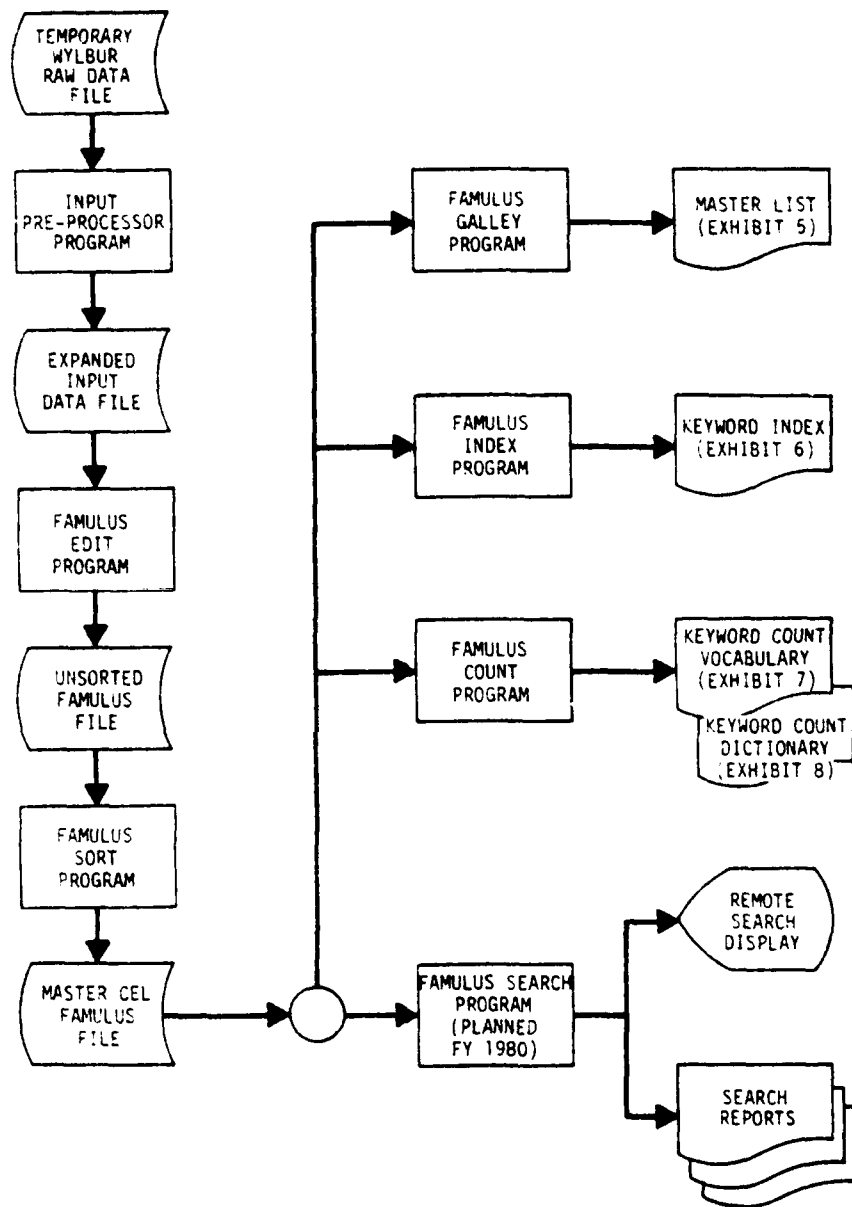 TEMPORARY
WYLBUR
RAW DATA
FILE
INPUT
PRE-PROCESSOR
PROGRAM
EXPANDED
INPUT
DATA FILE
FAMULUS
EDIT
PROGRAM
UNSORTED
FAMULUS
FILE
FAMULUS
SORT
PROGRAM
MASTER CEL
FAMULUS
FILE
FAMULUS
GALLEY
PROGRAM
MASTER LIST
(EXHIBIT 5)
FAMULUS
INDEX
PROGRAM
KEYWORD INDEX
(EXHIBIT 6)
FAMULUS
COUNT
PROGRAM
KEYWORD COUNT
VOCABULARY
(EXHIBIT 7)
KEYWORD COUNT
DICTIONARY
(EXHIBIT 8)
FAMULUS SEARCH
PROGRAM
(PLANNED
FY 1980)
REMOTE
SEARCH
DISPLAY
SEARCH
REPORTS